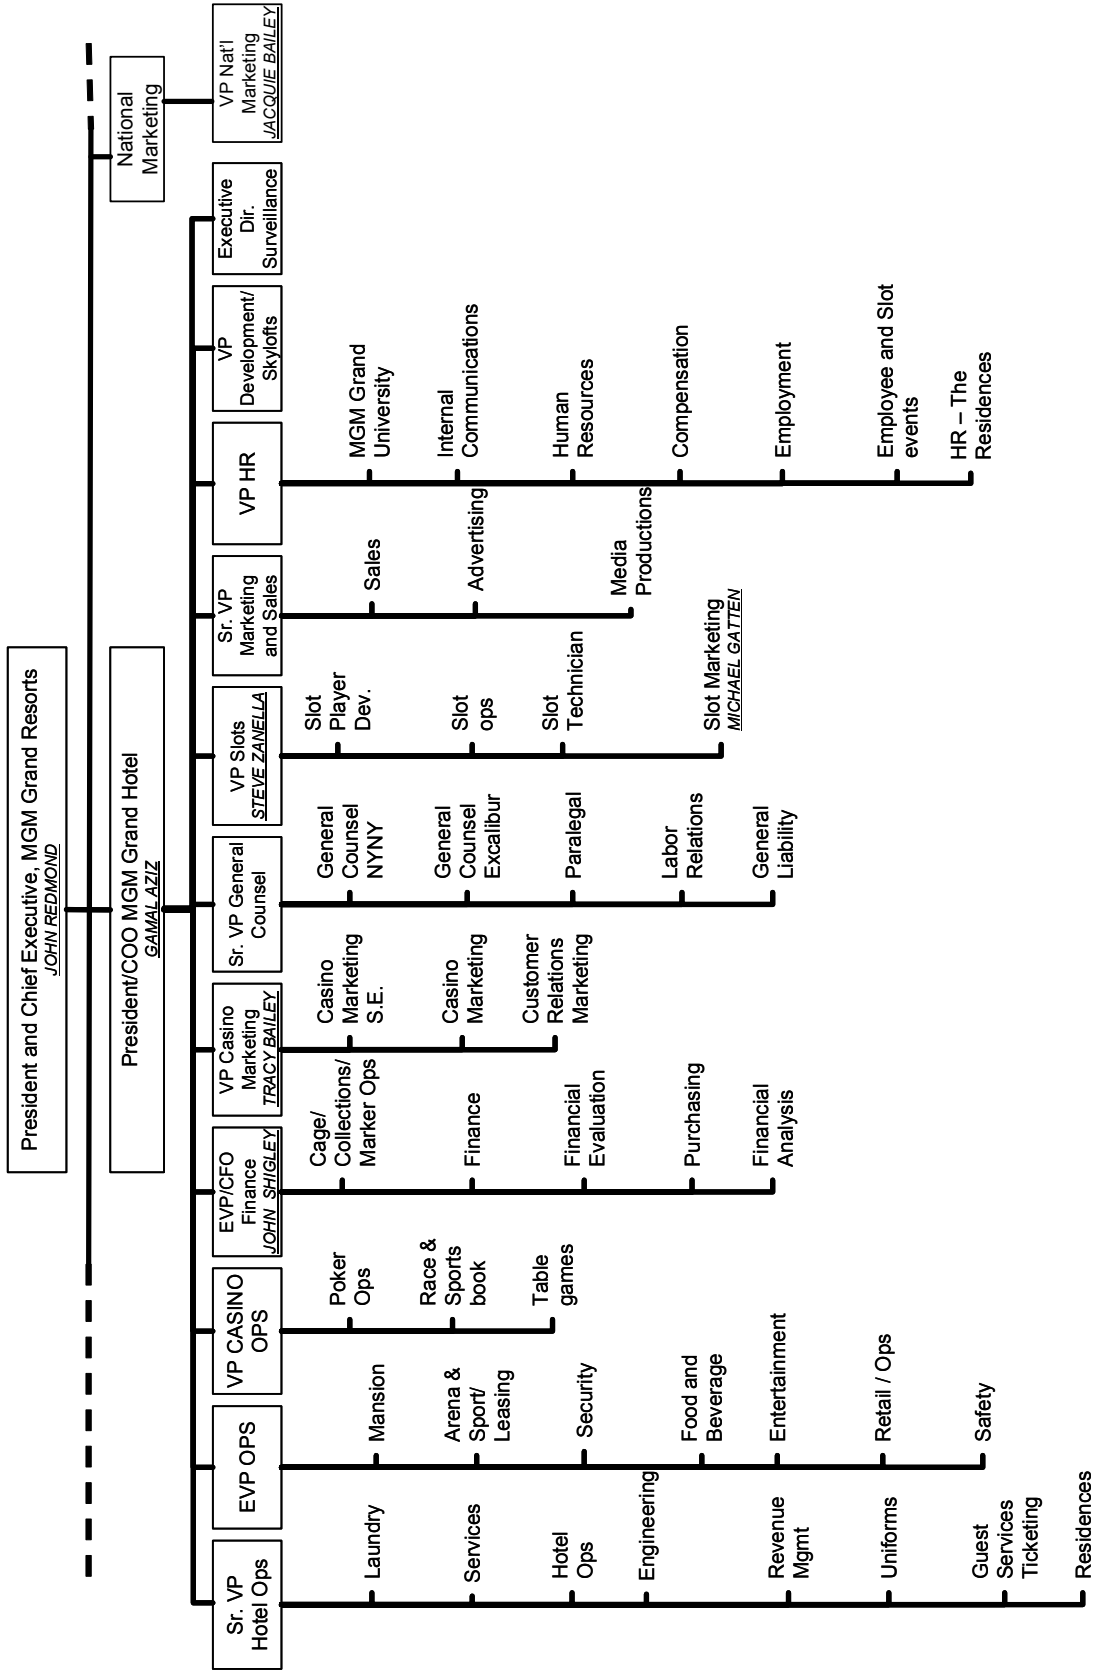 President and Chief Executive, MGM Grand Resorts
JOHN REDMOND
President/COO MGM Grand Hotel
GAMAL AZIZ
National
Marketing
Sr. VP
Hotel Ops
Laundry
Services
Hotel
Ops
Engineering
Revenue
Mgmt
Uniforms
Guest
Services
Ticketing
Residences
EVP OPS
Mansion
Arena &
Sport/
Leasing
Security
Food and
Beverage
Entertainment
Retail / Ops
Safety
VP CASINO
OPS
Poker
Ops
Race &
Sports
book
Table
games
EVP/CFO
Finance
JOHN SHIGLEY
Cage/
Collections/
Marker Ops
Finance
Financial
Evaluation
Purchasing
Financial
Analysis
VP Casino
Marketing
TRACY BAILEY
Casino
Marketing
S.E.
Casino
Marketing
Customer
Relations
Marketing
Sr. VP General
Counsel
General
Counsel
NYNY
General
Counsel
Excalibur
Paralegal
Labor
Relations
General
Liability
VP Slots
STEVE ZANELLA
Slot
Player
Dev.
Slot
ops
Slot
Technician
Slot Marketing
MICHAEL GATTEN
Sr. VP
Marketing
and Sales
Sales
Advertising
Media
Productions
VP HR
MGM Grand
University
Internal
Communications
Human
Resources
Compensation
Employment
Employee and Slot
events
HR – The
Residences
VP
Development/
Skylofts
Executive
Dir.
Surveillance
VP Nat'l
Marketing
JACQUIE BAILEY